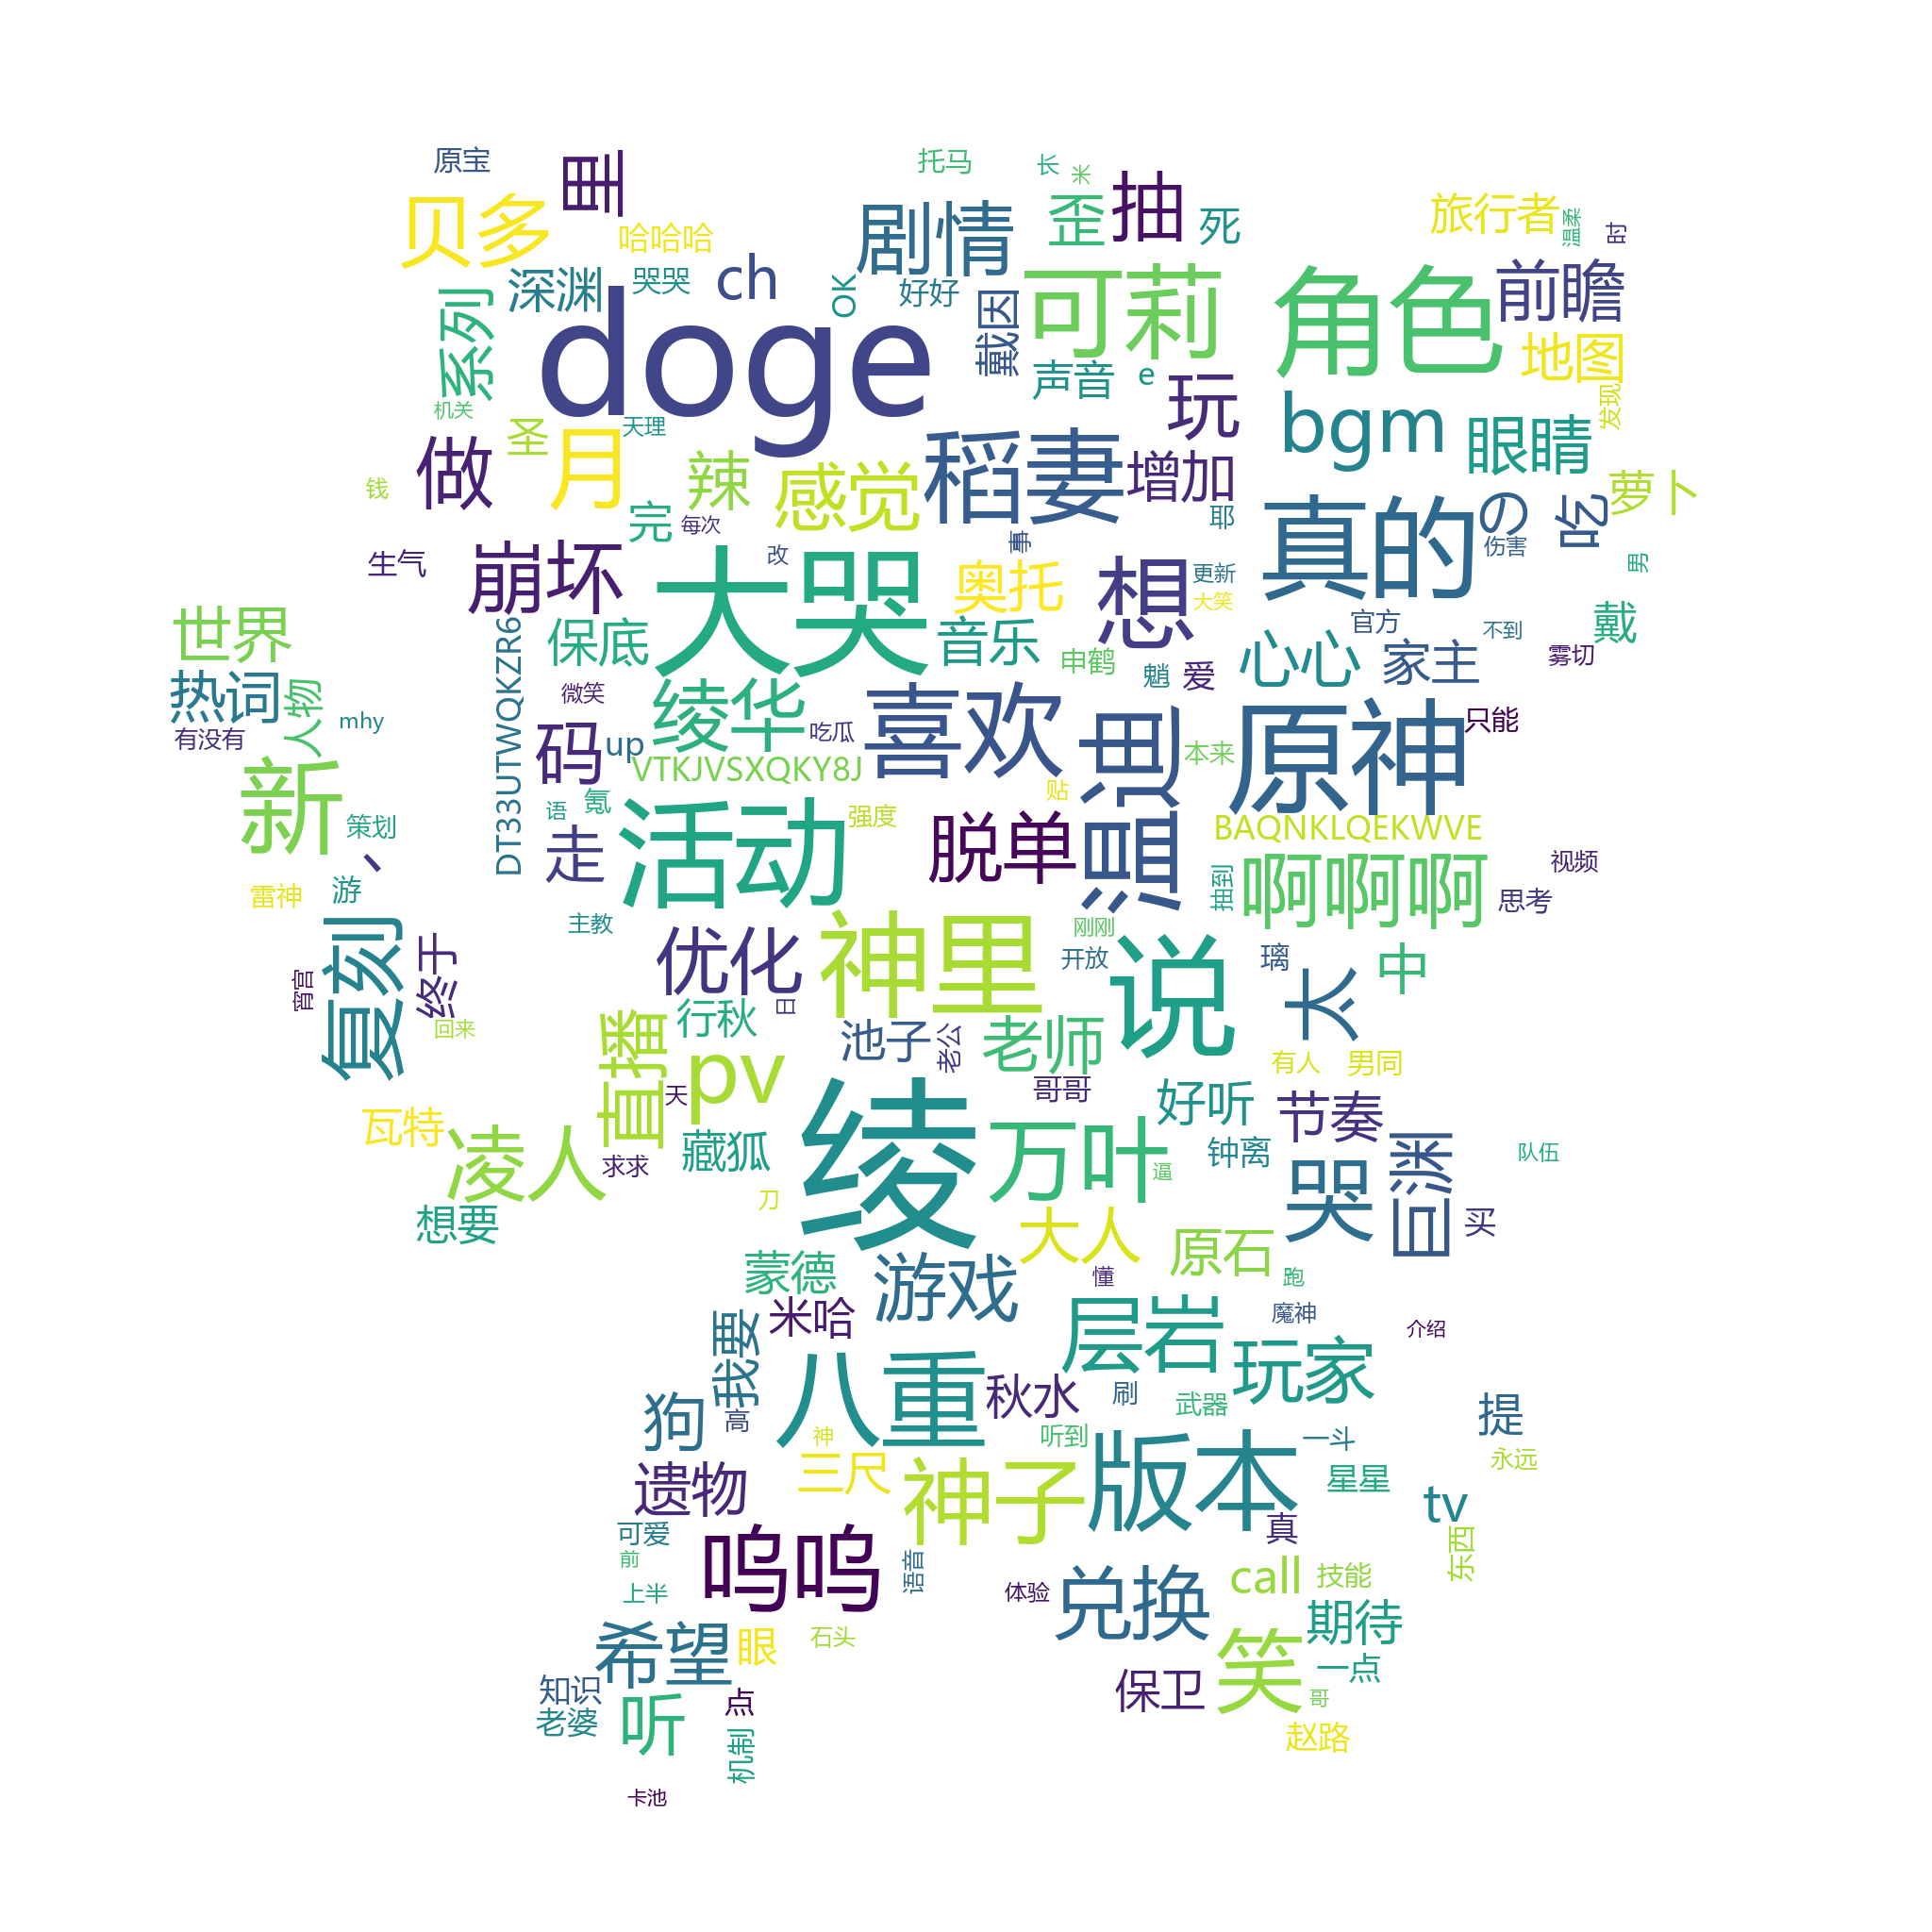 原宝
里
托马
长
米
贝多
哈哈哈
剧情
歪
抽
死
旅行者
温柔
时
深渊
哭哭
ch
OK
好好
戴因
可莉
角色
前瞻
系列
doge
声音
e
玩
地图
机关
圣
天理
bgm
眼睛
发现
做
月
辣
感觉
稻妻
增加
钱
完
每次
耶
真的
の
吃
萝卜
生气
崩坏
大哭
改
事
奥托
想
更新
大笑
伤害
男
世界
保底
音乐
申鹤
魈
爱
心心
官方
家主
不到
雾切
戴
热词
人物
mhy
DT33UTWQKZR6
微笑
绫华
喜欢
温迪
原神
只能
有没有
码
up
吃瓜
本来
VTKJVSXQKY8J
新
策划
、
语
氪
活动
强度
贴
BAQNKLQEKWVE
雷神
游
走
脱单
抽到
啊啊啊
视频
思考
复刻
终于
主教
优化
神里
刚刚
说
开放
璃
太
中
宵宫
回来
行秋
日
池子
老公
老师
直播
pv
天
哥哥
有人
男同
瓦特
凌人
藏狐
求求
绫
万叶
逼
好听
钟离
节奏
队伍
想要
刀
大人
哭
巨渊
买
蒙德
游戏
懂
原石
跑
米哈
我要
层岩
魔神
介绍
狗
高
八重
秋水
刷
武器
玩家
提
神
听到
一斗
遗物
三尺
神子
版本
星星
永远
可爱
呜呜
真
tv
东西
前
上半
语音
体验
兑换
call
技能
希望
眼
石头
笑
期待
知识
老婆
听
点
保卫
一点
哥
机制
赵路
卡池